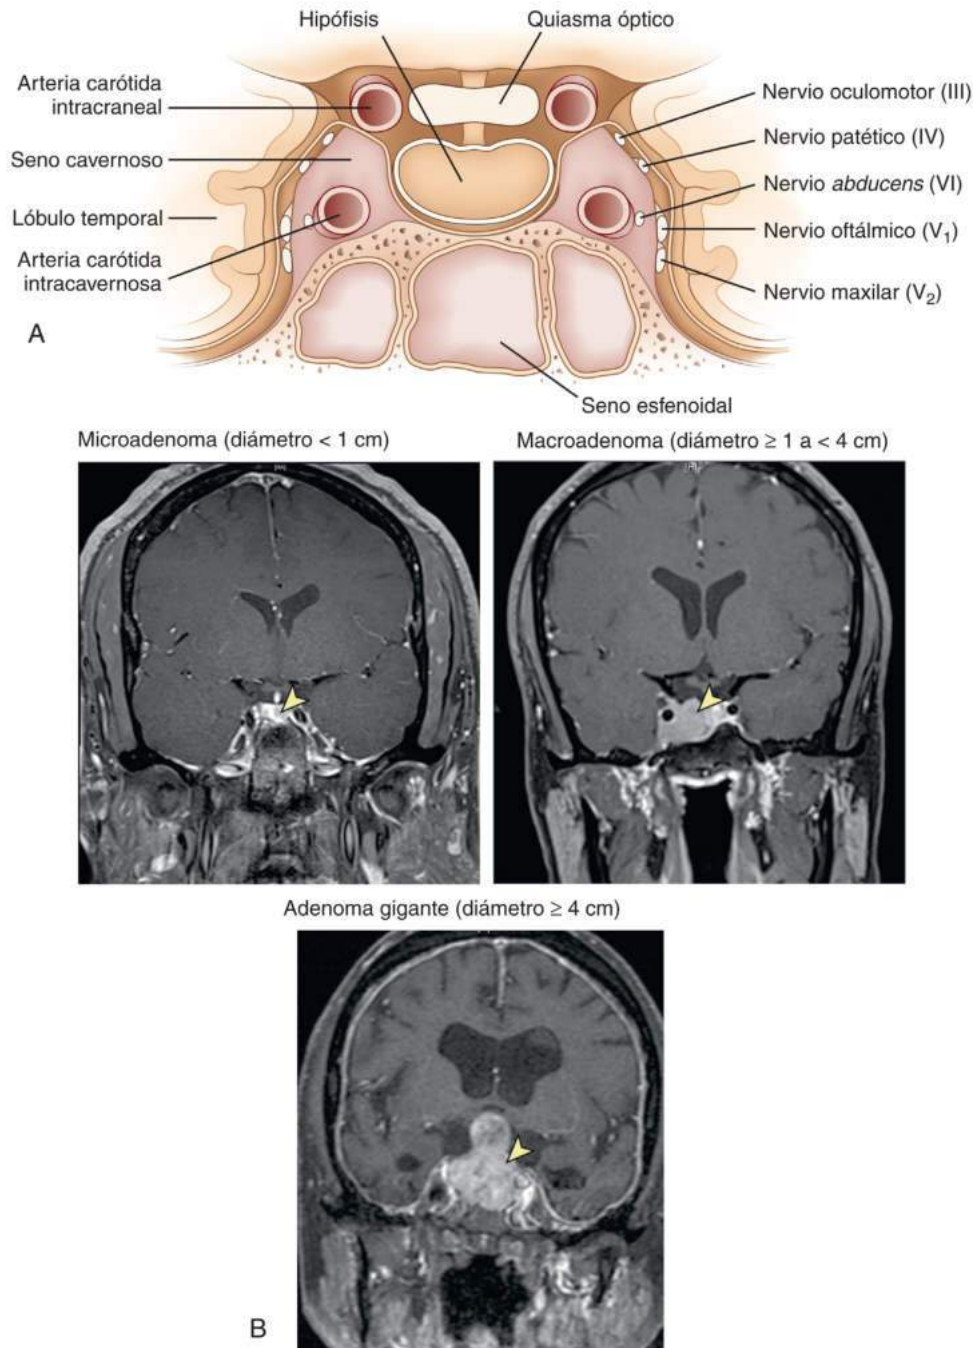 Hipófisis
Quiasma óptico
Arteria carótida
intracraneal
Seno cavernoso
Lóbulo temporal
Arteria carótida
intracavernosa
Nervio oculomotor (III)
Nervio patético (IV)
Nervio abducens (VI)
Nervio oftálmico (V₁)
Nervio maxilar (V₂)
A
Seno esfenoidal
Microadenoma (diámetro < 1 cm)
Macroadenoma (diámetro ≥ 1 a < 4 cm)
Adenoma gigante (diámetro ≥ 4 cm)
B